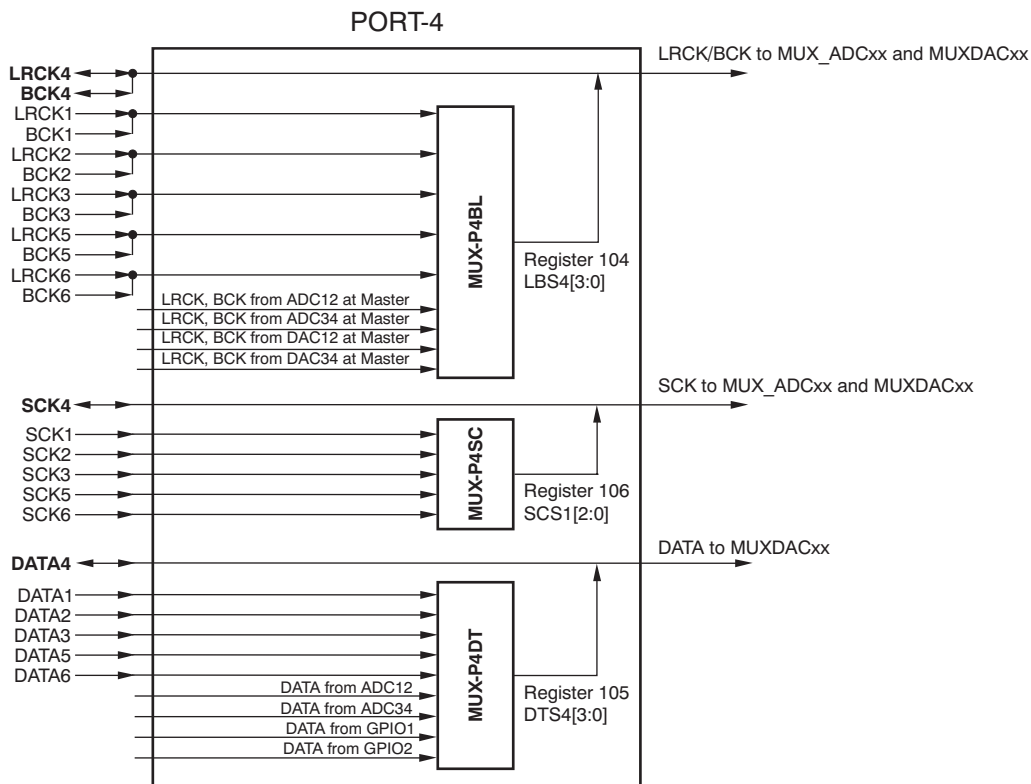 PORT-4
LRCK/BCK to MUX_ADCxx and MUXDACxx
LRCK4
BCK4
LRCK1
BCK1
LRCK2
BCK2
LRCK3
BCK3
LRCK5
BCK5
LRCK6
BCK6
LRCK, BCK from ADC12 at Master
LRCK, BCK from ADC34 at Master
LRCK, BCK from DAC12 at Master
LRCK, BCK from DAC34 at Master
MUX-P4BL
Register 104
LBS4[3:0]
SCK to MUX_ADCxx and MUXDACxx
SCK4
SCK1
SCK2
SCK3
SCK5
SCK6
MUX-P4SC
Register 106
SCS1[2:0]
DATA to MUXDACxx
DATA4
DATA1
DATA2
DATA3
DATA5
DATA6
DATA from ADC12
DATA from ADC34
DATA from GPIO1
DATA from GPIO2
MUX-P4DT
Register 105
DTS4[3:0]